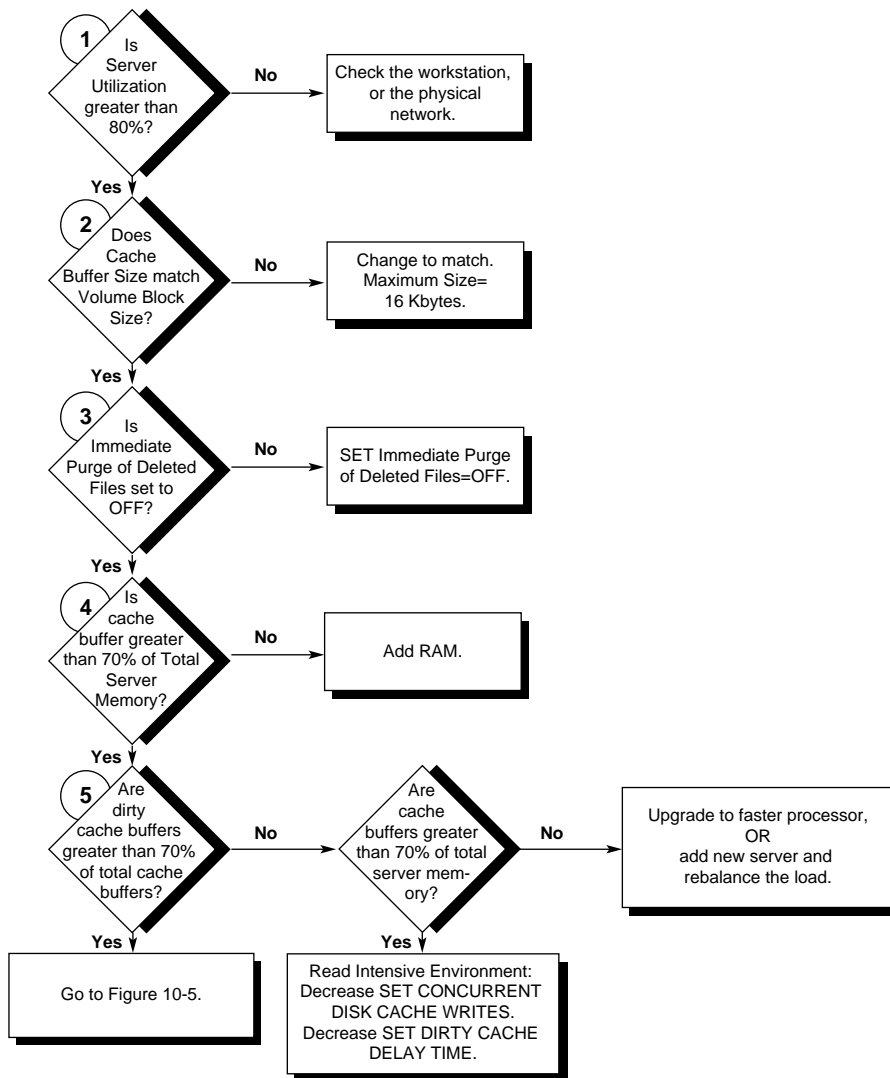 1
Is
Server
Utilization
greater than
80%?
No
Check the workstation,
or the physical
network.
Yes
2
Does
Cache
Buffer Size match
Volume Block
Size?
No
Change to match.
Maximum Size=
16 Kbytes.
Yes
3
Is
Immediate
Purge of Deleted
Files set to
OFF?
No
SET Immediate Purge
of Deleted Files=OFF.
Yes
4
Is
cache
buffer greater
than 70% of Total
Server
Memory?
No
Add RAM.
Yes
5
Are
dirty
cache buffers
greater than 70%
of total cache
buffers?
No
Are
cache
buffers greater
than 70% of total
server mem-
ory?
No
Upgrade to faster processor,
OR
add new server and
rebalance the load.
Yes
Go to Figure 10-5.
Yes
Read Intensive Environment:
Decrease SET CONCURRENT
DISK CACHE WRITES.
Decrease SET DIRTY CACHE
DELAY TIME.